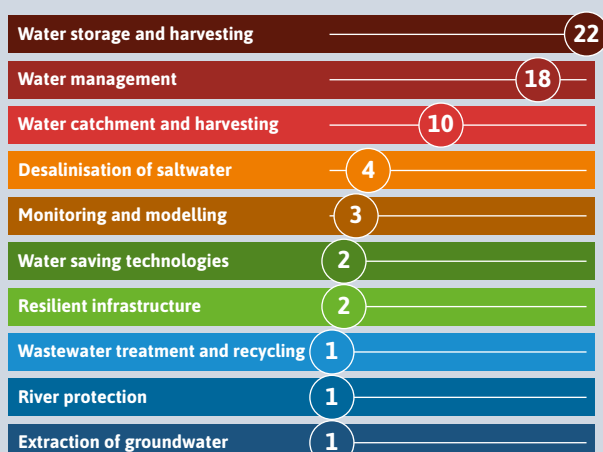 Water storage and harvesting 22
Water management 18
Water catchment and harvesting 10
Desalinisation of saltwater 4
Monitoring and modelling 3
Water saving technologies 2
Resilient infrastructure 2
Wastewater treatment and recycling 1
River protection 1
Extraction of groundwater 1